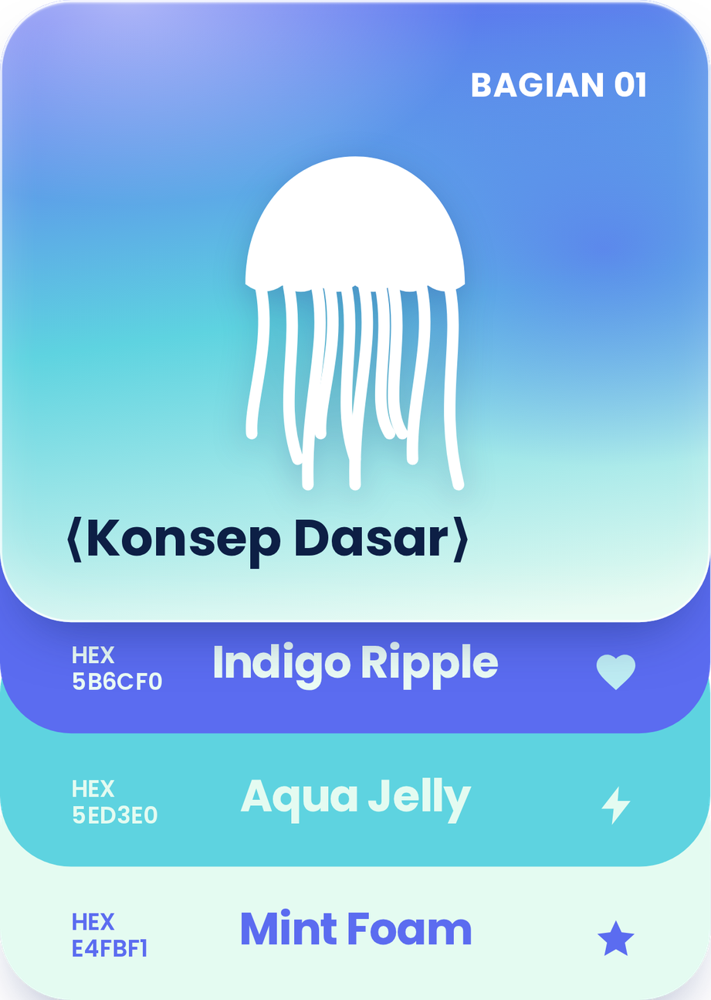 BAGIAN 01
⟨Konsep Dasar⟩
HEX
5B6CF0
Indigo Ripple
HEX
5ED3E0
Aqua Jelly
HEX
E4FBF1
Mint Foam